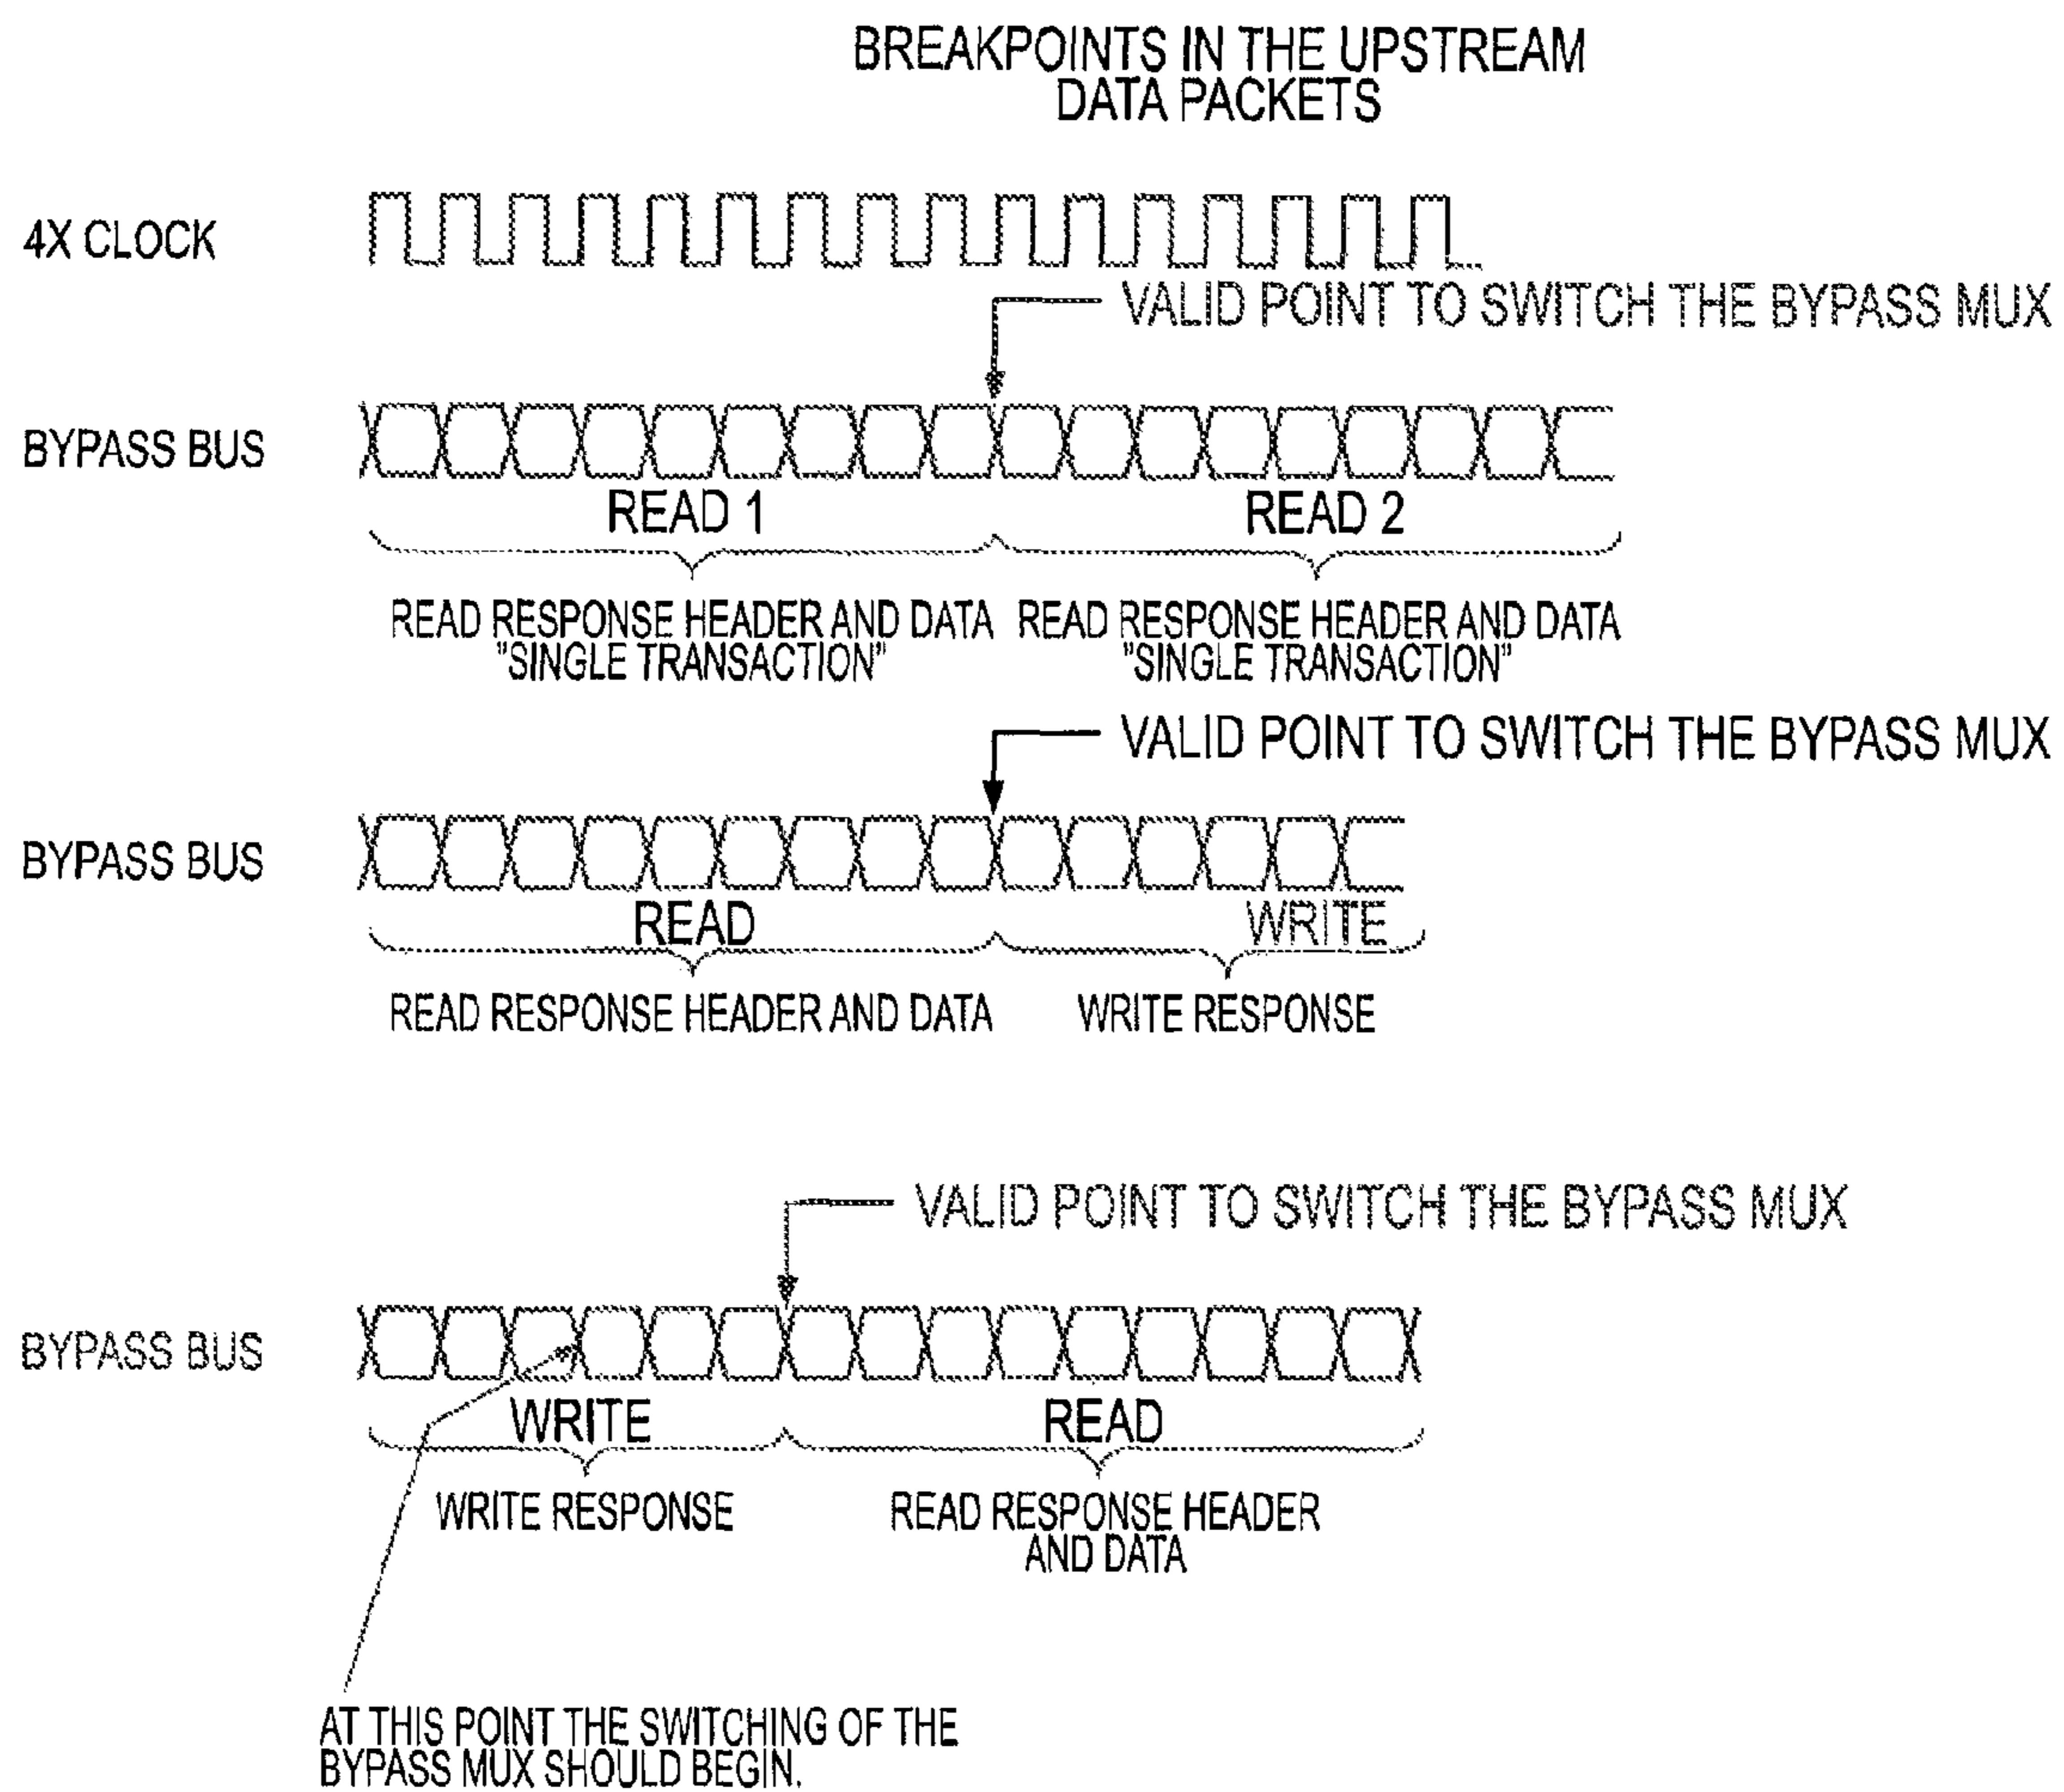 BREAKPOINTS IN THE UPSTREAM
DATA PACKETS
4X CLOCK
VALID POINT TO SWITCH THE BYPASS MUX
BYPASS BUS
READ 1
READ 2
READ RESPONSE HEADER AND DATA
"SINGLE TRANSACTION"
READ RESPONSE HEADER AND DATA
"SINGLE TRANSACTION"
VALID POINT TO SWITCH THE BYPASS MUX
BYPASS BUS
READ
WRITE
READ RESPONSE HEADER AND DATA
WRITE RESPONSE
VALID POINT TO SWITCH THE BYPASS MUX
BYPASS BUS
WRITE
READ
WRITE RESPONSE
READ RESPONSE HEADER
AND DATA
AT THIS POINT THE SWITCHING OF THE
BYPASS MUX SHOULD BEGIN.